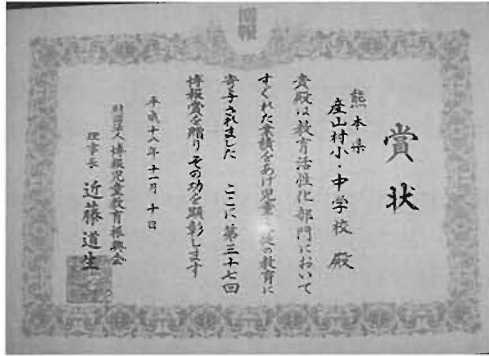 博報
賞状
熊本県
産山村小・中学校 殿
貴殿は教育活性化部門において
すぐれた業績をあげ児童生徒の教育に
寄与されました ここに第三十七回
博報賞を贈りその功を顕彰します
平成十八年十一月十日
財団法人 博報児童教育振興会
理事長 近藤道生